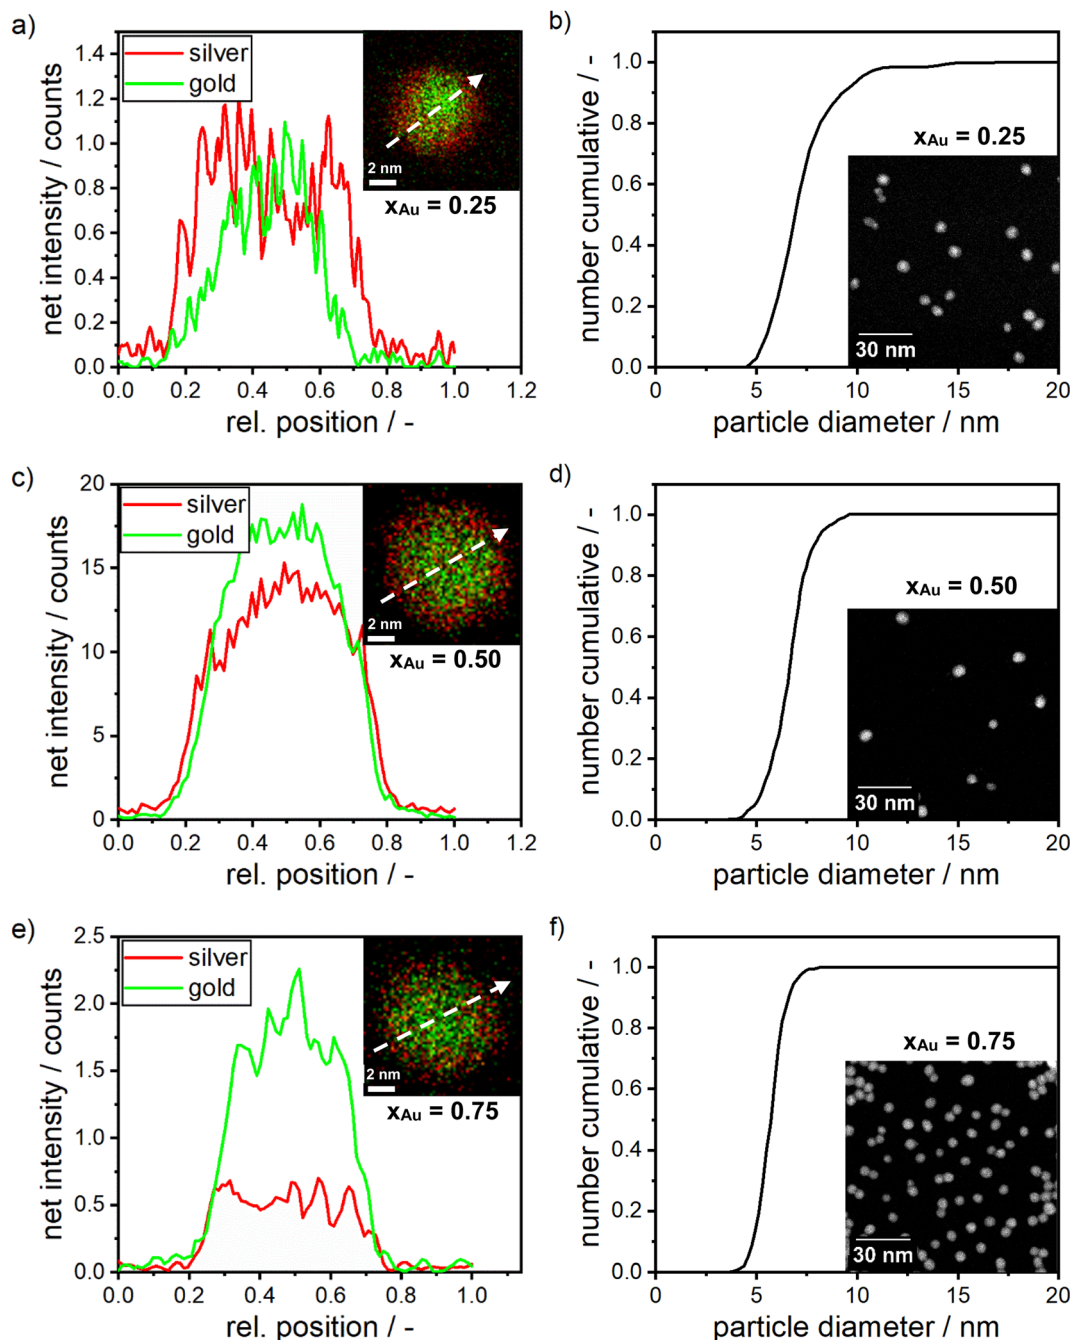 a)
silver
gold
1.4
1.2
1.0
0.8
0.6
0.4
0.2
0.0
net intensity / counts
0.0 0.2 0.4 0.6 0.8 1.0 1.2
rel. position / -
2 nm
xAu = 0.25
b)
1.0
0.8
0.6
0.4
0.2
0.0
number cumulative / -
0 5 10 15 20
particle diameter / nm
xAu = 0.25
30 nm
c)
silver
gold
20
15
10
5
0
net intensity / counts
0.0 0.2 0.4 0.6 0.8 1.0 1.2
rel. position / -
2 nm
xAu = 0.50
d)
1.0
0.8
0.6
0.4
0.2
0.0
number cumulative / -
0 5 10 15 20
particle diameter / nm
xAu = 0.50
30 nm
e)
silver
gold
2.5
2.0
1.5
1.0
0.5
0.0
net intensity / counts
0.0 0.2 0.4 0.6 0.8 1.0
rel. position / -
2 nm
xAu = 0.75
f)
1.0
0.8
0.6
0.4
0.2
0.0
number cumulative / -
0 5 10 15 20
particle diameter / nm
xAu = 0.75
30 nm